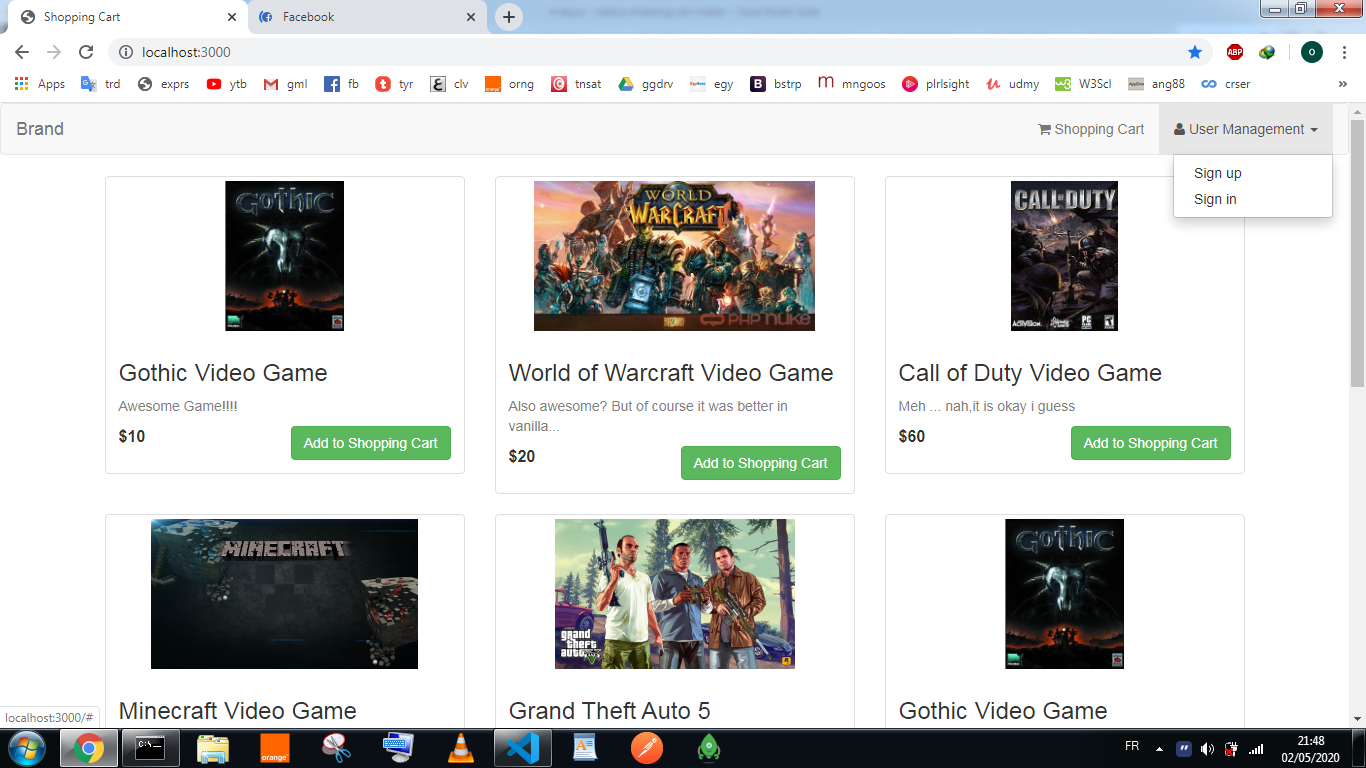 Shopping Cart
Facebook
localhost:3000
ABP
o
Apps
trd
exprs
ytb
gml
fb
tyr
clv
orng
tnsat
ggdrv
egy
bstrp
mngoos
plrlsight
udmy
W3Scl
ang88
crser
»
Brand
Shopping Cart
User Management
Sign up
Sign in
GOTHIC
WORLD
OF
WARCRAFT
BLIZZARD
PHP NUKE
CALL OF DUTY
ACTIVISION
PC
Gothic Video Game
Awesome Game!!!!
$10
Add to Shopping Cart
World of Warcraft Video Game
Also awesome? But of course it was better in
vanilla...
$20
Add to Shopping Cart
Call of Duty Video Game
Meh ... nah,it is okay i guess
$60
Add to Shopping Cart
MINECRAFT
grand
theft
auto
V
GOTHIC
Minecraft Video Game
Grand Theft Auto 5
Gothic Video Game
localhost:3000/#
C:\_
orange
FR
21:48
02/05/2020